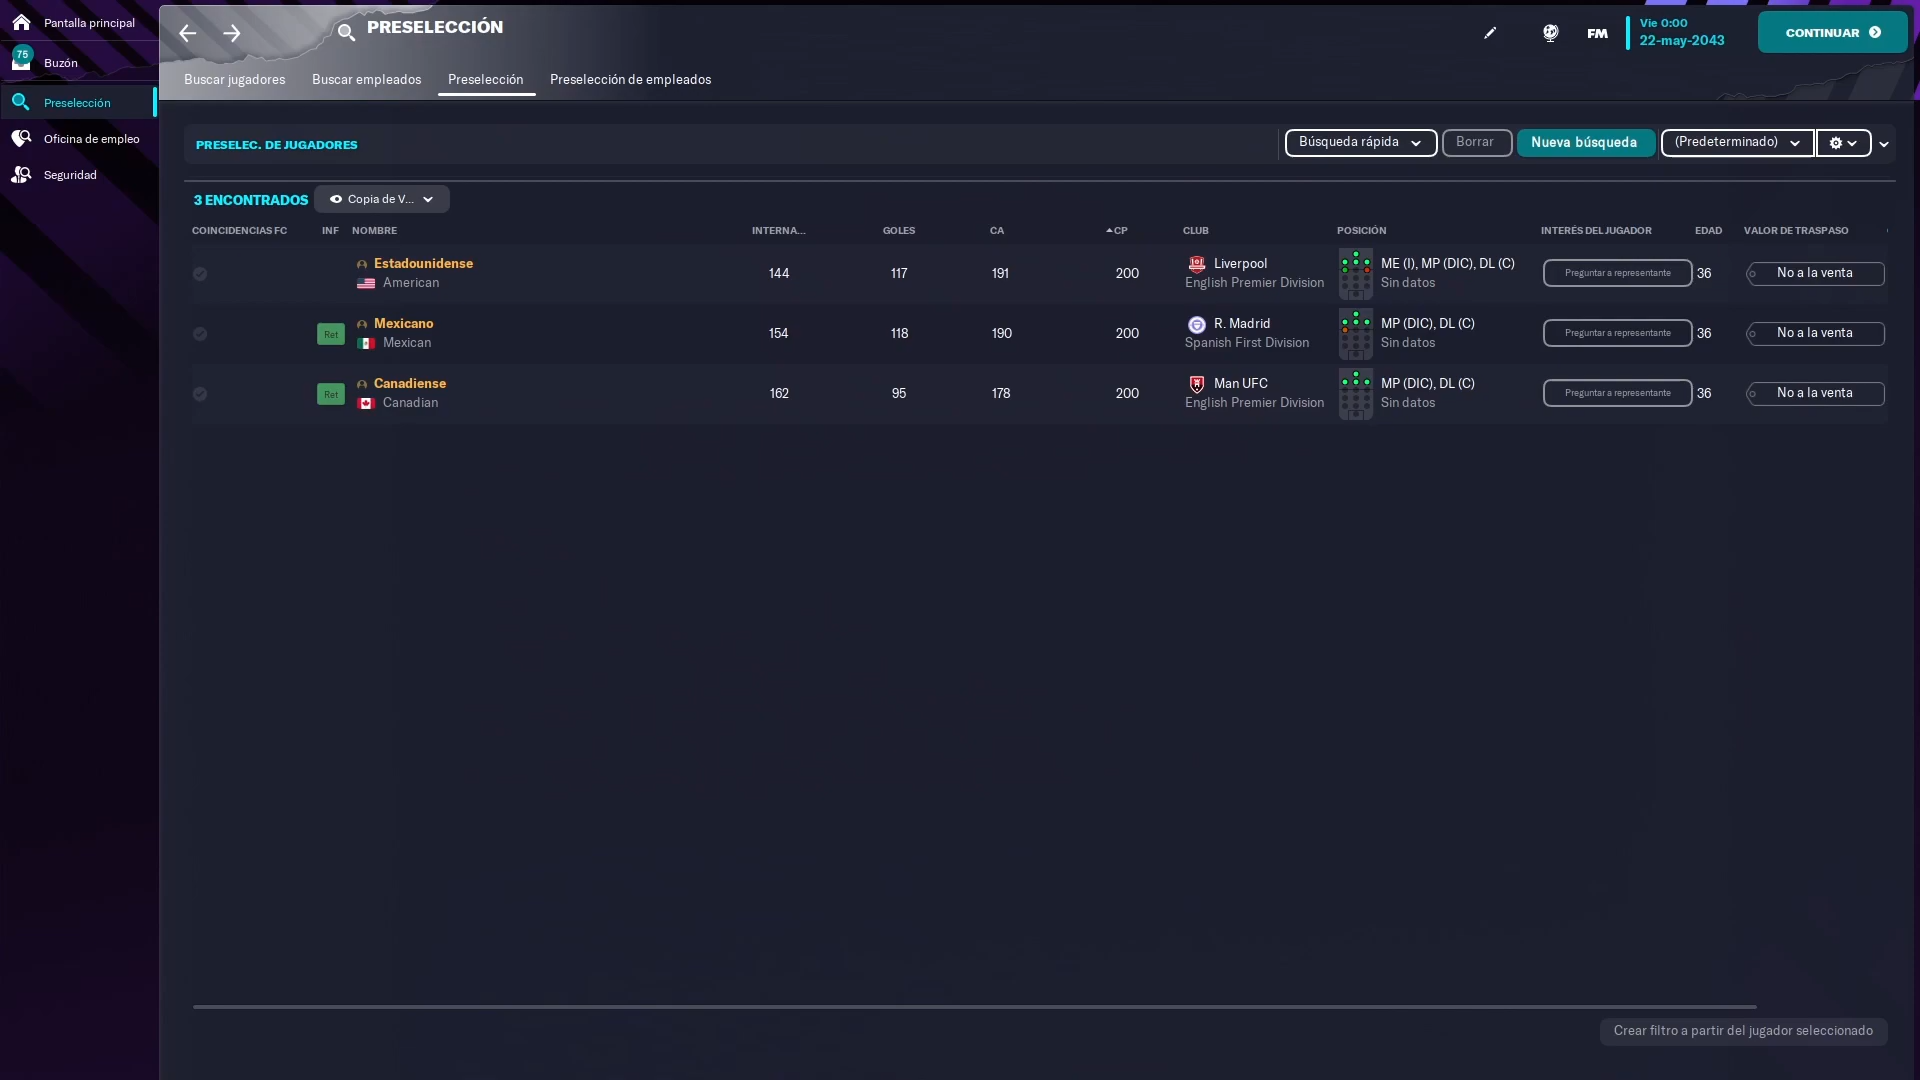 Pantalla principal
75
Buzón
Preselección
Oficina de empleo
Seguridad
PRESELECCIÓN
FM
Vie 0:00
22-may-2043
CONTINUAR
Buscar jugadores
Buscar empleados
Preselección
Preselección de empleados
PRESELEC. DE JUGADORES
Búsqueda rápida
Borrar
Nueva búsqueda
(Predeterminado)
3 ENCONTRADOS
Copia de V...
COINCIDENCIAS FC INF NOMBRE INTERNA... GOLES CA CP CLUB POSICIÓN INTERÉS DEL JUGADOR EDAD VALOR DE TRASPASO
Estadounidense 144 117 191 200 Liverpool ME (I), MP (DIC), DL (C) Preguntar a representante 36 No a la venta
American English Premier Division Sin datos
Ret Mexicano 154 118 190 200 R. Madrid MP (DIC), DL (C) Preguntar a representante 36 No a la venta
Mexican Spanish First Division Sin datos
Ret Canadiense 162 95 178 200 Man UFC MP (DIC), DL (C) Preguntar a representante 36 No a la venta
Canadian English Premier Division Sin datos
Crear filtro a partir del jugador seleccionado